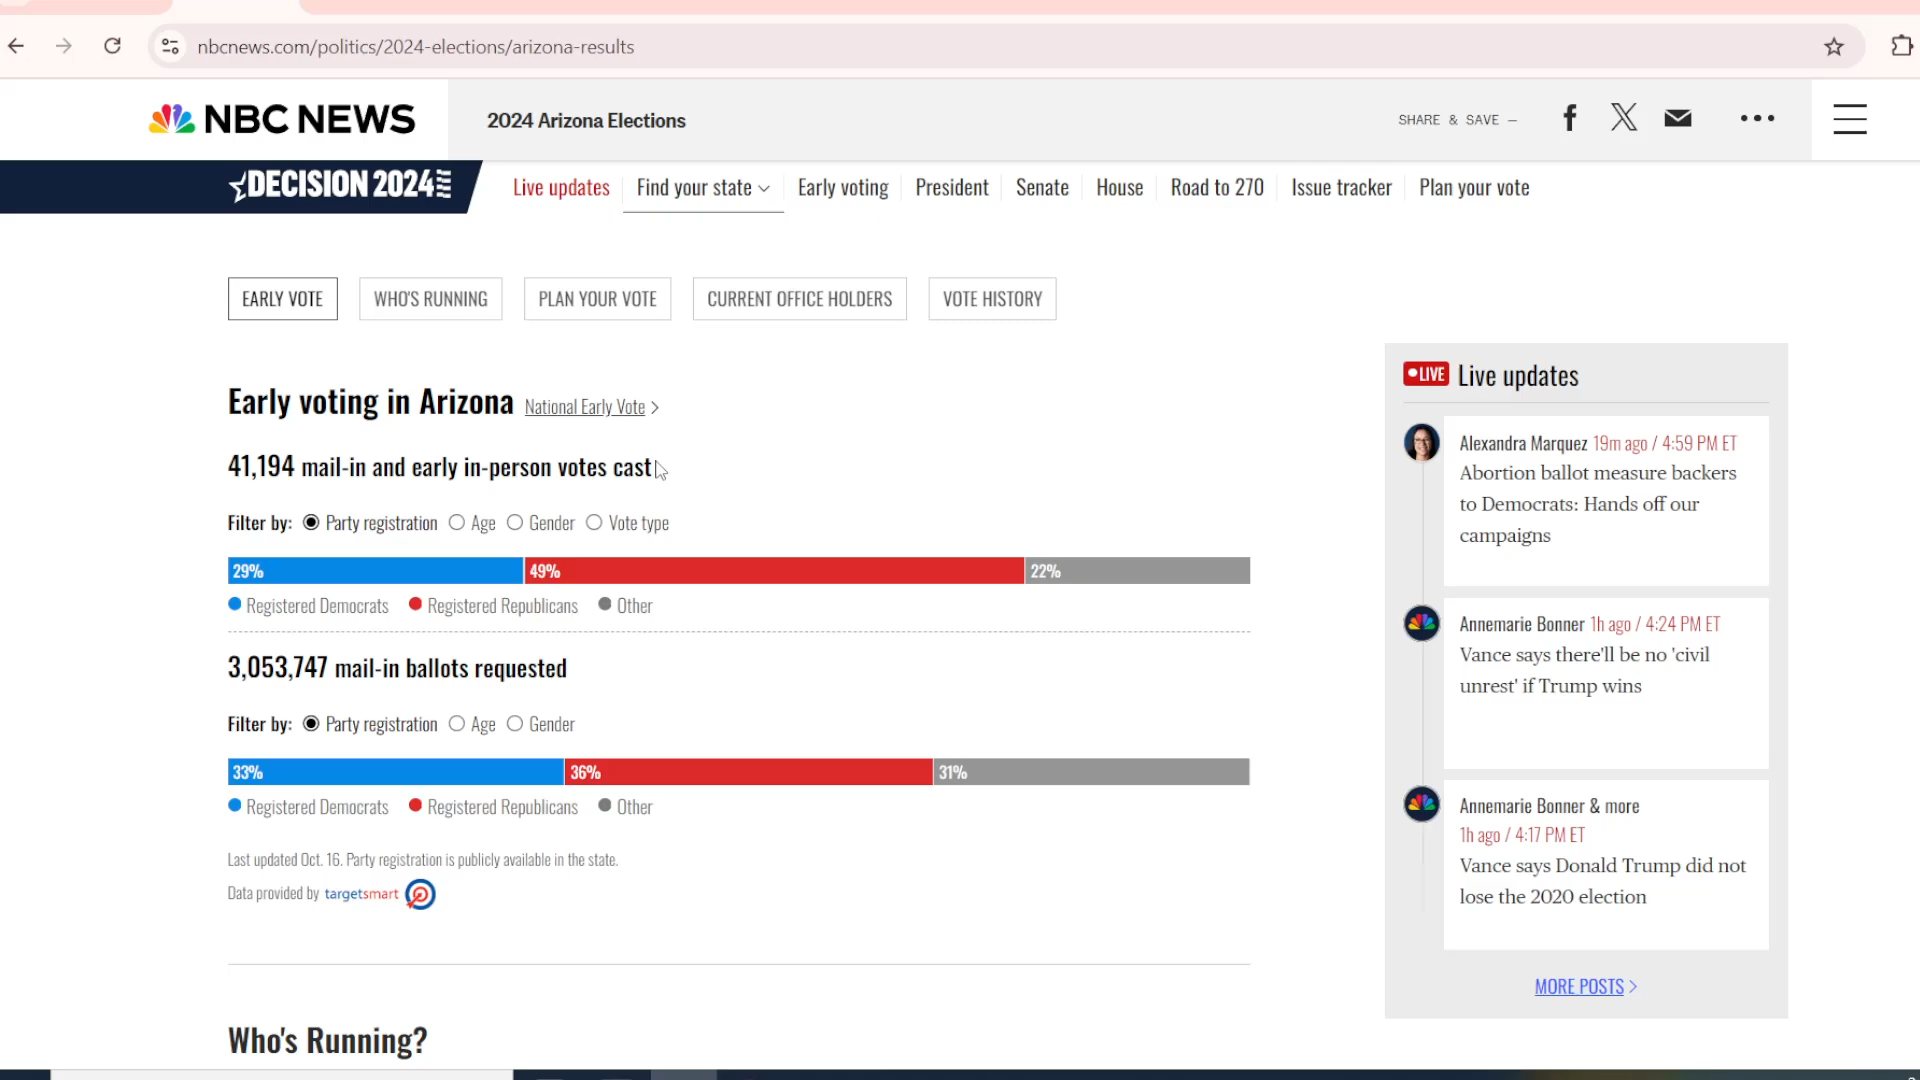 nbcnews.com/politics/2024-elections/arizona-results
NBC NEWS
2024 Arizona Elections
SHARE & SAVE —
DECISION 2024
Live updates
Find your state
Early voting
President
Senate
House
Road to 270
Issue tracker
Plan your vote
EARLY VOTE
WHO'S RUNNING
PLAN YOUR VOTE
CURRENT OFFICE HOLDERS
VOTE HISTORY
Early voting in Arizona National Early Vote >
41,194 mail-in and early in-person votes cast
Filter by: Party registration Age Gender Vote type
29% 49% 22%
Registered Democrats Registered Republicans Other
3,053,747 mail-in ballots requested
Filter by: Party registration Age Gender
33% 36% 31%
Registered Democrats Registered Republicans Other
Last updated Oct. 16. Party registration is publicly available in the state.
Data provided by targetsmart
Who's Running?
LIVE Live updates
Alexandra Marquez 19m ago / 4:59 PM ET
Abortion ballot measure backers
to Democrats: Hands off our
campaigns
Annemarie Bonner 1h ago / 4:24 PM ET
Vance says there'll be no 'civil
unrest' if Trump wins
Annemarie Bonner & more
1h ago / 4:17 PM ET
Vance says Donald Trump did not
lose the 2020 election
MORE POSTS >